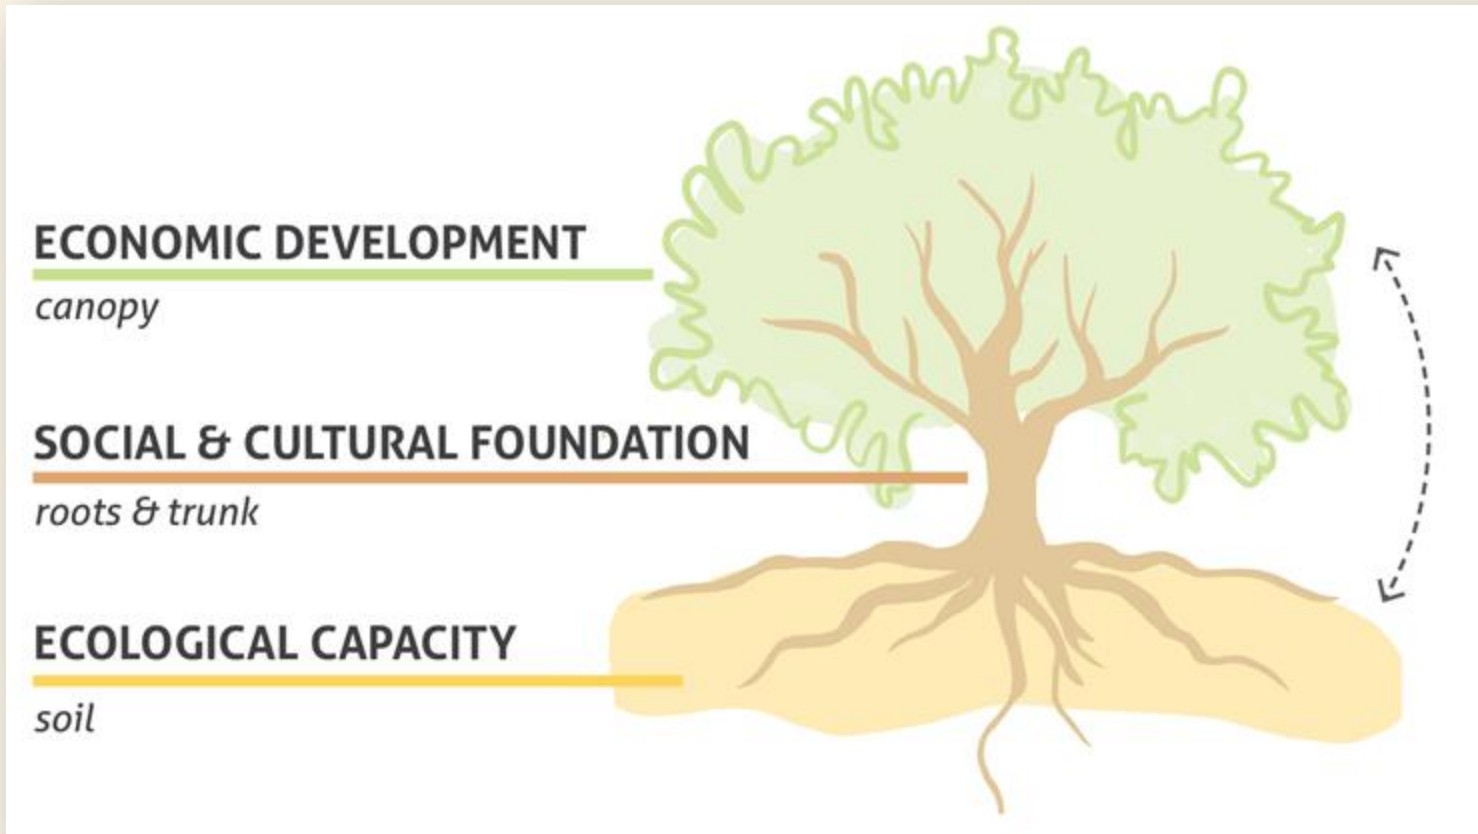 ECONOMIC DEVELOPMENT
canopy
SOCIAL & CULTURAL FOUNDATION
roots & trunk
ECOLOGICAL CAPACITY
soil